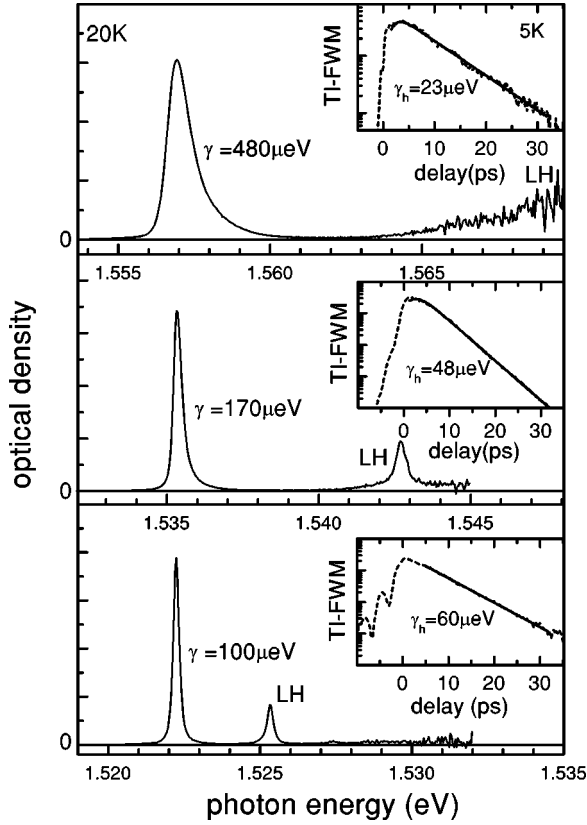 20K
γ =480μeV
0
1.555
1.560
1.565
LH
5K
TI-FWM
γh=23μeV
0
10
20
30
delay(ps)
γ =170μeV
LH
0
1.535
1.540
1.545
TI-FWM
γh=48μeV
0
10
20
30
delay(ps)
γ =100μeV
LH
0
1.520
1.525
1.530
1.535
TI-FWM
γh=60μeV
0
10
20
30
delay (ps)
optical density
photon energy (eV)